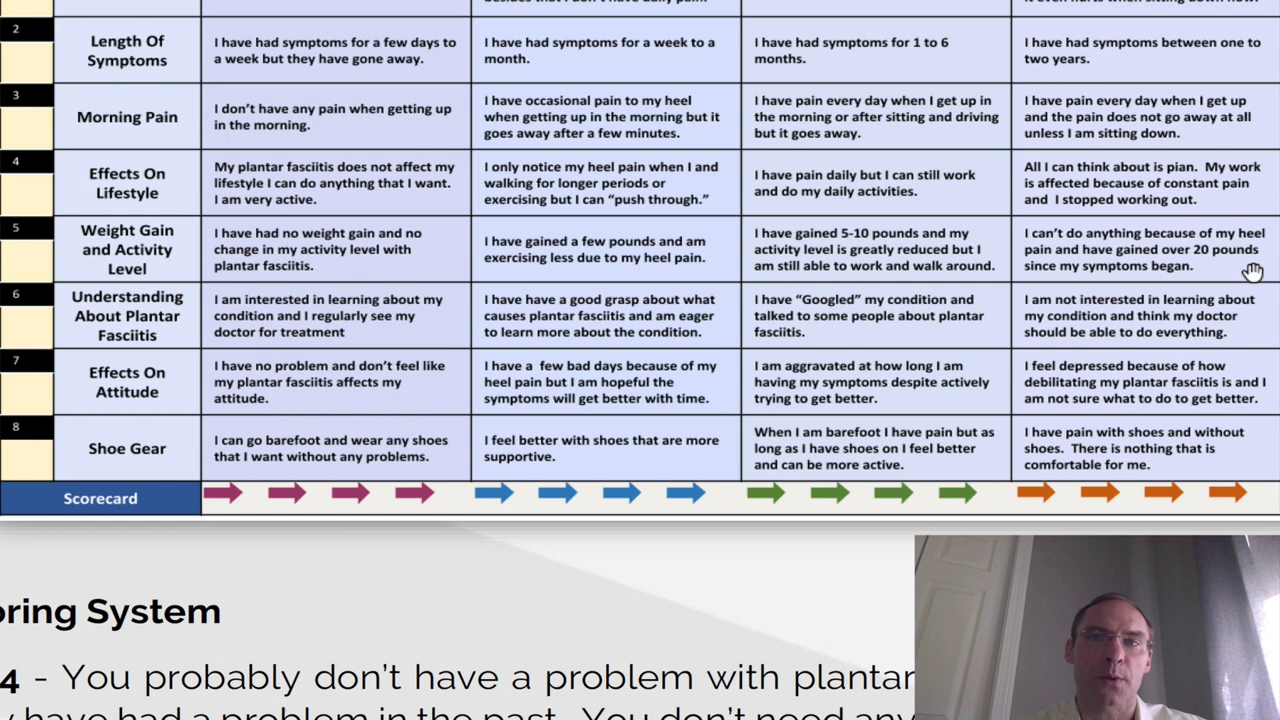 2
Length Of
Symptoms
I have had symptoms for a few days to
a week but they have gone away.
I have had symptoms for a week to a
month.
I have had symptoms for 1 to 6
months.
I have had symptoms between one to
two years.
3
Morning Pain
I don't have any pain when getting up
in the morning.
I have occasional pain to my heel
when getting up in the morning but it
goes away after a few minutes.
I have pain every day when I get up in
the morning or after sitting and driving
but it goes away.
I have pain every day when I get up
and the pain does not go away at all
unless I am sitting down.
4
Effects On
Lifestyle
My plantar fasciitis does not affect my
lifestyle I can do anything that I want.
I am very active.
I only notice my heel pain when I and
walking for longer periods or
exercising but I can “push through.”
I have pain daily but I can still work
and do my daily activities.
All I can think about is pian. My work
is affected because of constant pain
and I stopped working out.
5
Weight Gain
and Activity
Level
I have had no weight gain and no
change in my activity level with
plantar fasciitis.
I have gained a few pounds and am
exercising less due to my heel pain.
I have gained 5-10 pounds and my
activity level is greatly reduced but I
am still able to work and walk around.
I can't do anything because of my heel
pain and have gained over 20 pounds
since my symptoms began.
6
Understanding
About Plantar
Fasciitis
I am interested in learning about my
condition and I regularly see my
doctor for treatment
I have have a good grasp about what
causes plantar fasciitis and am eager
to learn more about the condition.
I have “Googled” my condition and
talked to some people about plantar
fasciitis.
I am not interested in learning about
my condition and think my doctor
should be able to do everything.
7
Effects On
Attitude
I have no problem and don't feel like
my plantar fasciitis affects my
attitude.
I have a few bad days because of my
heel pain but I am hopeful the
symptoms will get better with time.
I am aggravated at how long I am
having my symptoms despite actively
trying to get better.
I feel depressed because of how
debilitating my plantar fasciitis is and I
am not sure what to do to get better.
8
Shoe Gear
I can go barefoot and wear any shoes
that I want without any problems.
I feel better with shoes that are more
supportive.
When I am barefoot I have pain but as
long as I have shoes on I feel better
and can be more active.
I have pain with shoes and without
shoes. There is nothing that is
comfortable for me.
Scorecard
oring System
4 - You probably don't have a problem with plantar
have had a problem in the past. You don't need any